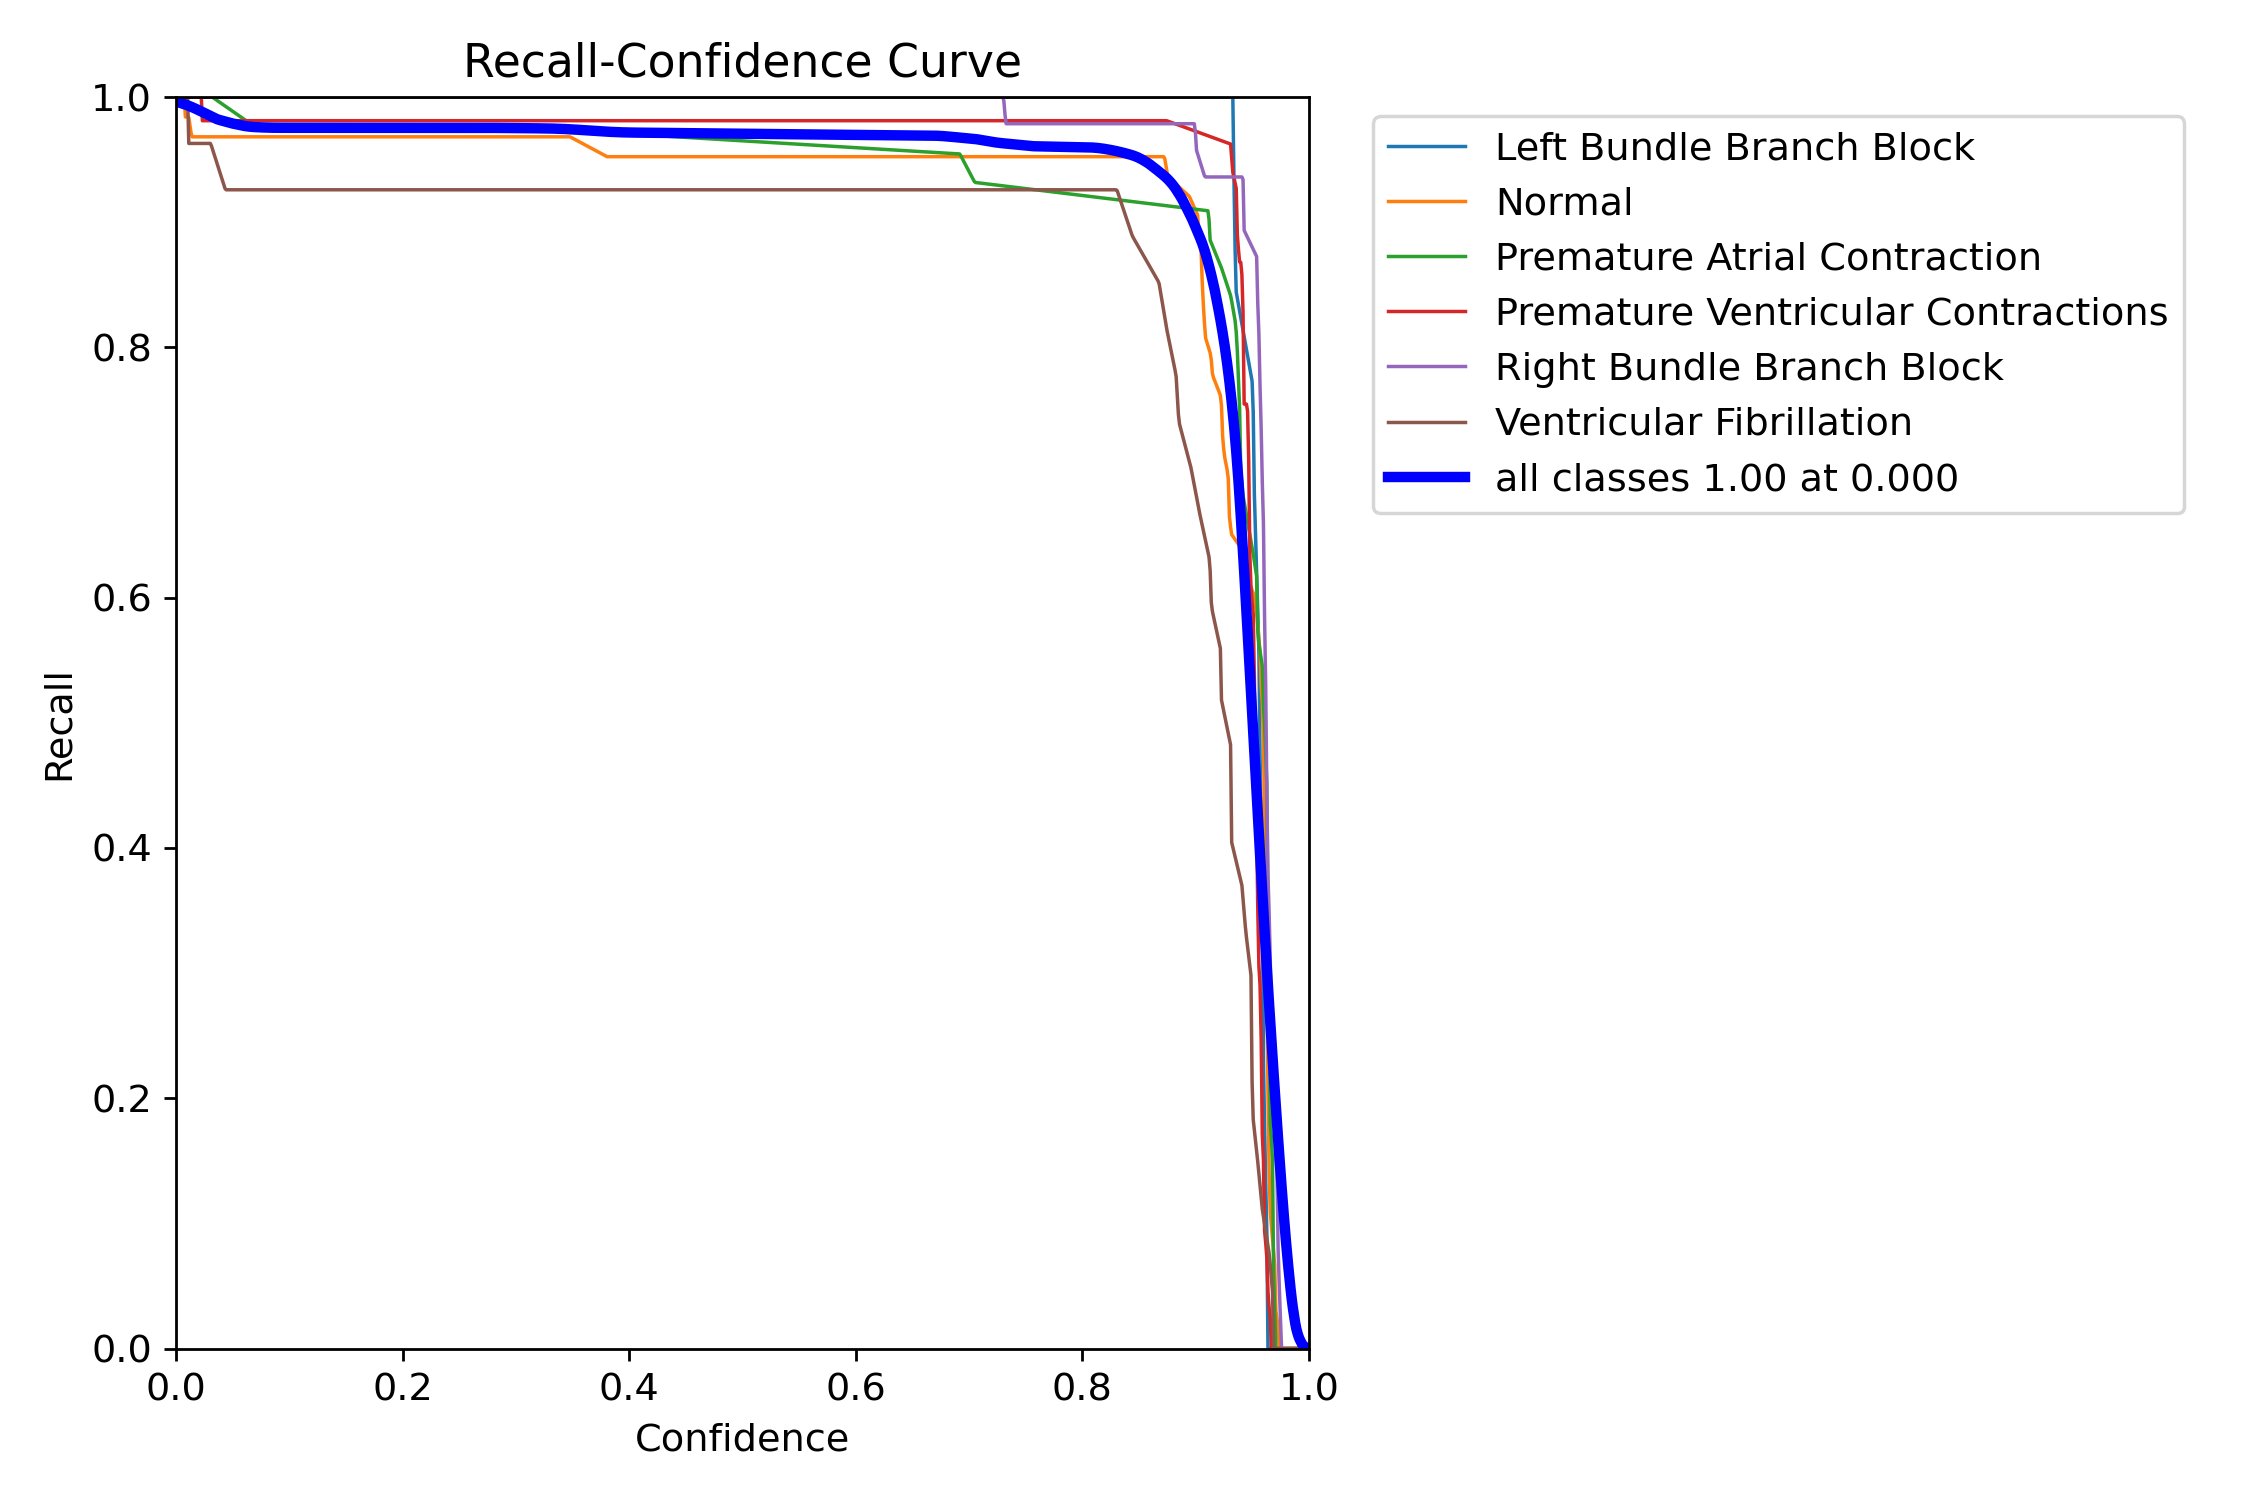 Recall-Confidence Curve
1.0
0.8
0.6
0.4
0.2
0.0
Recall
0.0 0.2 0.4 0.6 0.8 1.0
Confidence
Left Bundle Branch Block
Normal
Premature Atrial Contraction
Premature Ventricular Contractions
Right Bundle Branch Block
Ventricular Fibrillation
all classes 1.00 at 0.000